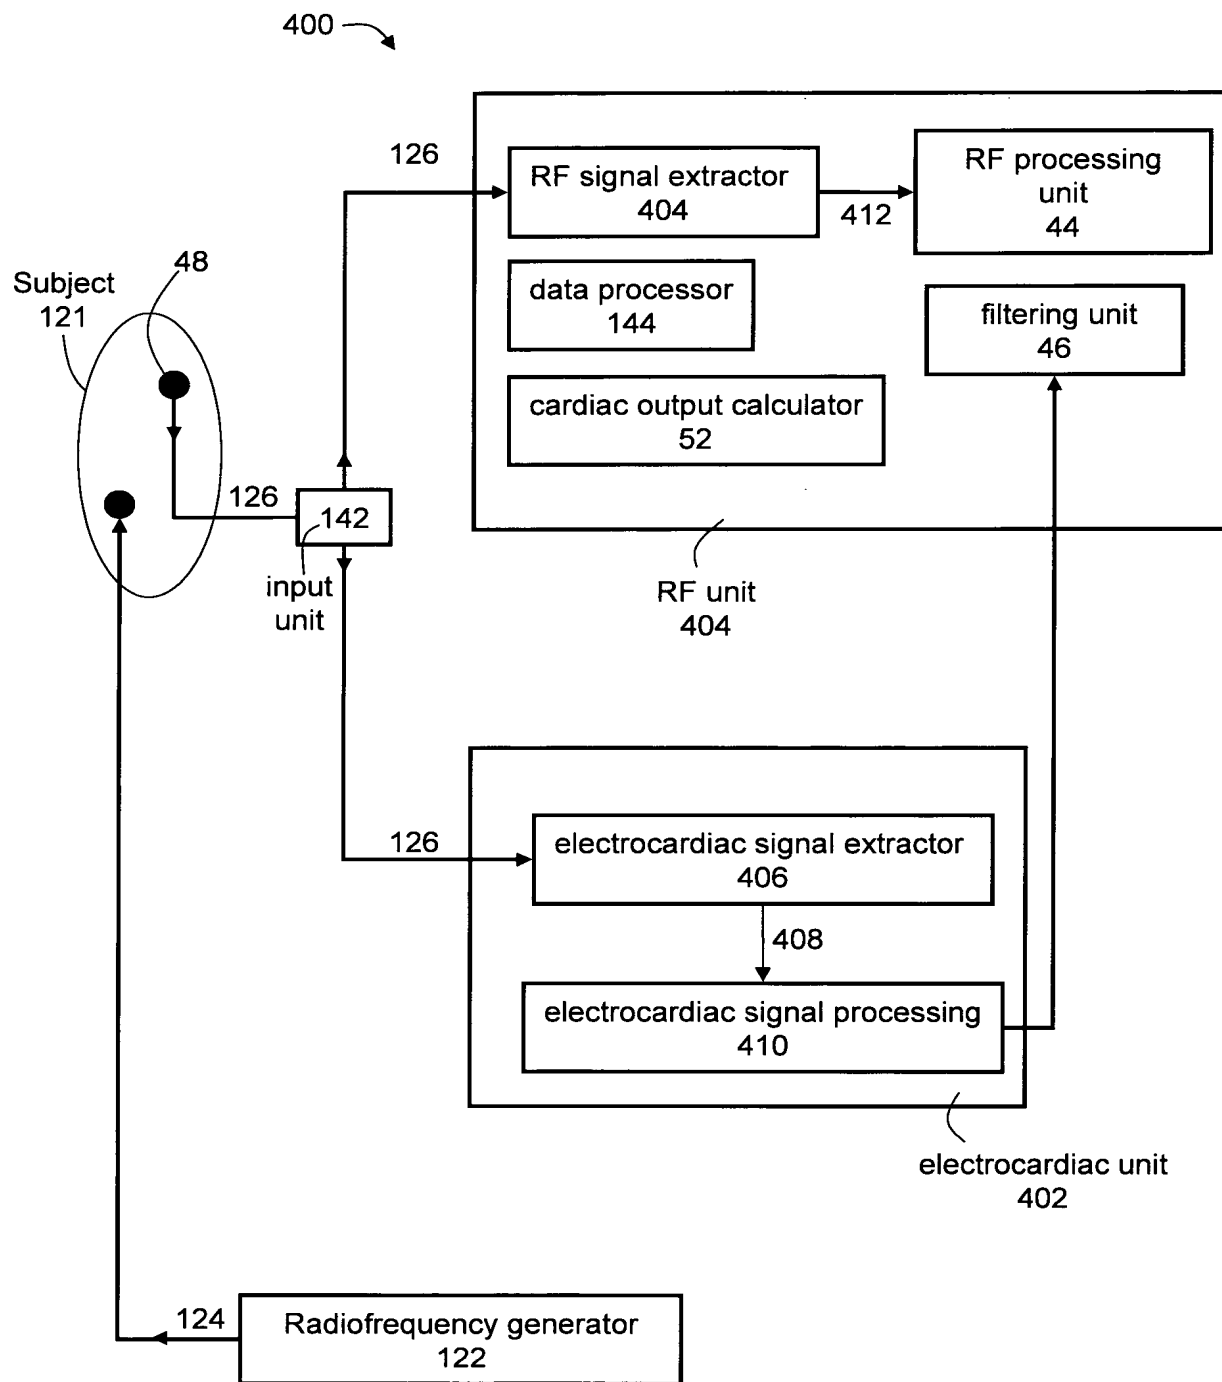 400
126
RF signal extractor
404
412
RF processing
unit
44
Subject
121
48
data processor
144
filtering unit
46
cardiac output calculator
52
126
142
input
unit
RF unit
404
126
electrocardiac signal extractor
406
408
electrocardiac signal processing
410
electrocardiac unit
402
124
Radiofrequency generator
122